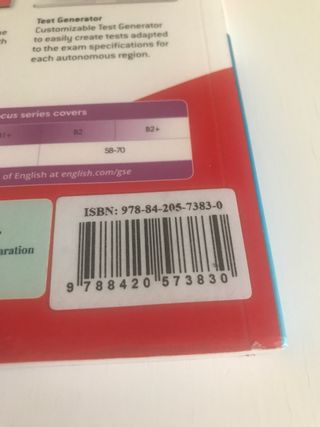 Test Generator
Customizable Test Generator
to easily create tests adapted
to the exam specifications for
each autonomous region.
ocus series covers
B2
B2+
58-70
of English at english.com/gse
aration
ISBN: 978-84-205-7383-0
9 788420 573830